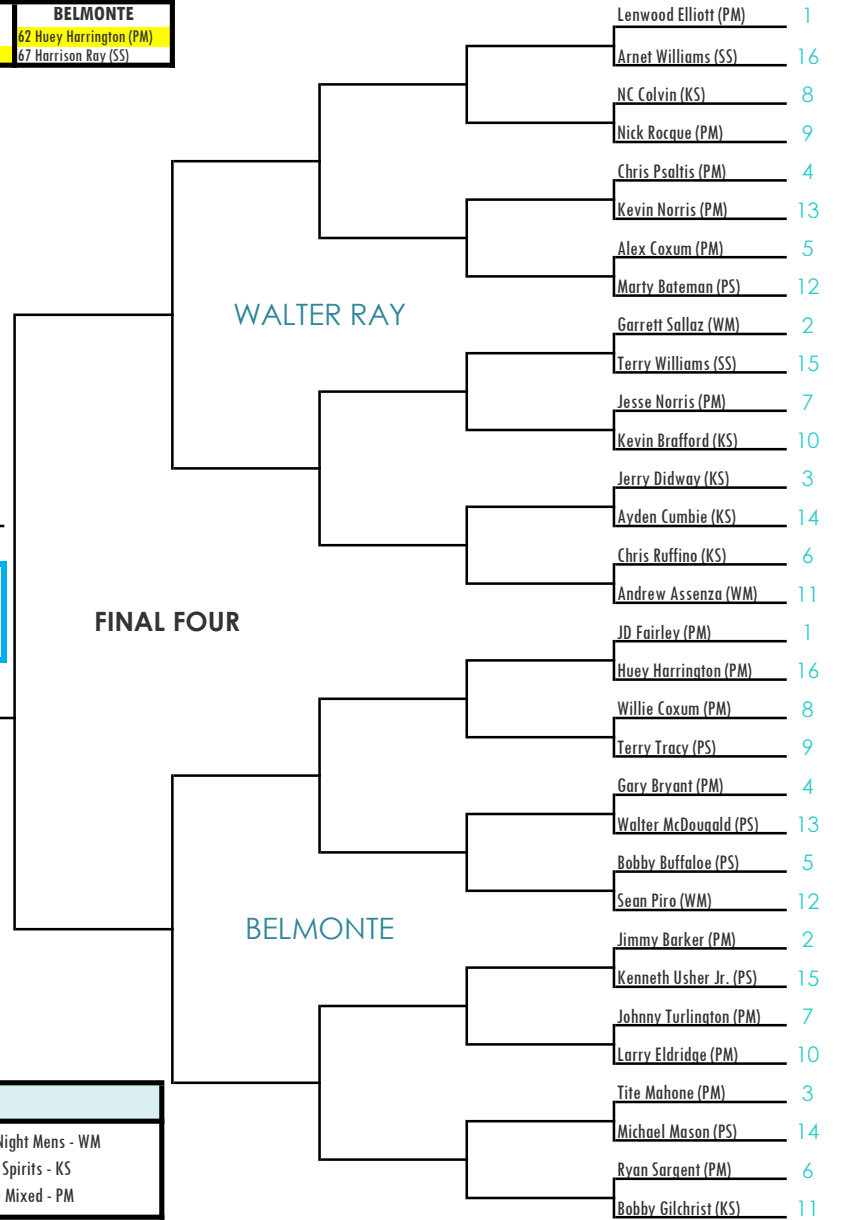 BELMONTE
62 Huey Harrington (PM)
67 Harrison Ray (SS)
Lenwood Elliott (PM) 1
Arnet Williams (SS) 16
NC Colvin (KS) 8
Nick Rocque (PM) 9
Chris Psaltis (PM) 4
Kevin Norris (PM) 13
Alex Coxum (PM) 5
Marty Bateman (PS) 12
WALTER RAY
Garrett Sallaz (WM) 2
Terry Williams (SS) 15
Jesse Norris (PM) 7
Kevin Brafford (KS) 10
Jerry Didway (KS) 3
Ayden Cumbie (KS) 14
Chris Ruffino (KS) 6
Andrew Assenza (WM) 11
FINAL FOUR
JD Fairley (PM) 1
Huey Harrington (PM) 16
Willie Coxum (PM) 8
Terry Tracy (PS) 9
Gary Bryant (PM) 4
Walter McDougald (PS) 13
Bobby Buffaloe (PS) 5
Sean Piro (WM) 12
BELMONTE
Jimmy Barker (PM) 2
Kenneth Usher Jr. (PS) 15
Johnny Turlington (PM) 7
Larry Eldridge (PM) 10
Tite Mahone (PM) 3
Michael Mason (PS) 14
Ryan Sargent (PM) 6
Bobby Gilchrist (KS) 11
Night Mens - WM
Spirits - KS
Mixed - PM